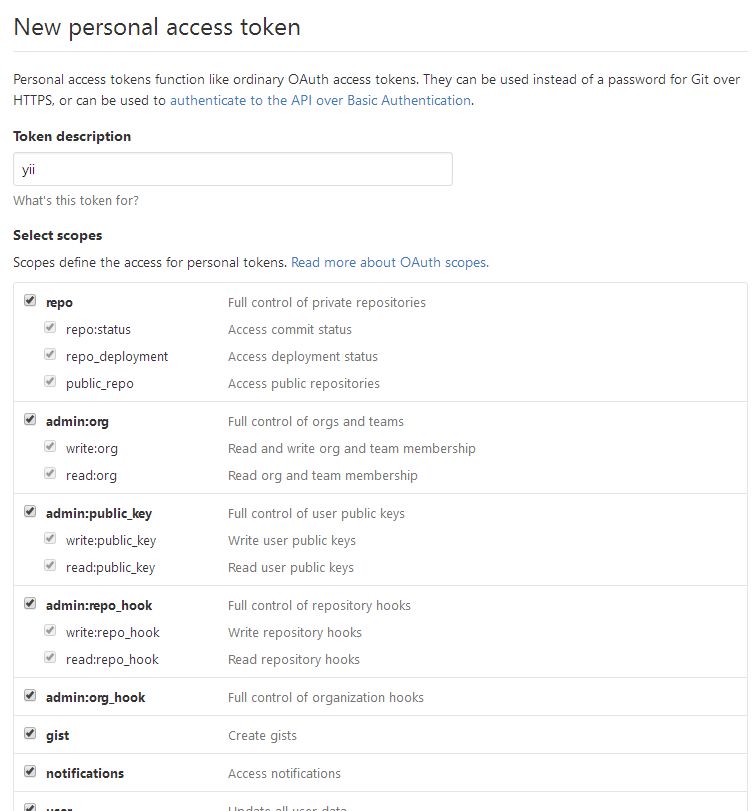 New personal access token
Personal access tokens function like ordinary OAuth access tokens. They can be used instead of a password for Git over
HTTPS, or can be used to authenticate to the API over Basic Authentication.
Token description
yii
What's this token for?
Select scopes
Scopes define the access for personal tokens. Read more about OAuth scopes.
repo Full control of private repositories
repo:status Access commit status
repo_deployment Access deployment status
public_repo Access public repositories
admin:org Full control of orgs and teams
write:org Read and write org and team membership
read:org Read org and team membership
admin:public_key Full control of user public keys
write:public_key Write user public keys
read:public_key Read user public keys
admin:repo_hook Full control of repository hooks
write:repo_hook Write repository hooks
read:repo_hook Read repository hooks
admin:org_hook Full control of organization hooks
gist Create gists
notifications Access notifications
user Update all user data